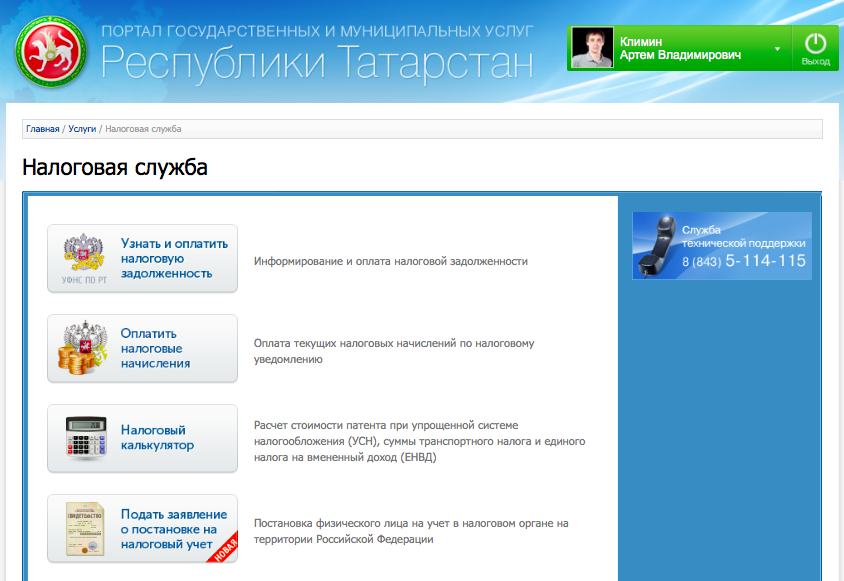 ПОРТАЛ ГОСУДАРСТВЕННЫХ И МУНИЦИПАЛЬНЫХ УСЛУГ
Республики Татарстан
Климин
Артем Владимирович
Выход
Главная / Услуги / Налоговая служба
Налоговая служба
УФНС ПО РТ
Узнать и оплатить
налоговую
задолженность
Информирование и оплата налоговой задолженности
Служба
технической поддержки
8 (843) 5-114-115
Оплатить
налоговые
начисления
Оплата текущих налоговых начислений по налоговому
уведомлению
Налоговый
калькулятор
Расчет стоимости патента при упрощенной системе
налогообложения (УСН), суммы транспортного налога и единого
налога на вмененный доход (ЕНВД)
СВИДЕТЕЛЬСТВО
Подать заявление
о постановке на
налоговый учет
НОВАЯ
Постановка физического лица на учет в налоговом органе на
территории Российской Федерации